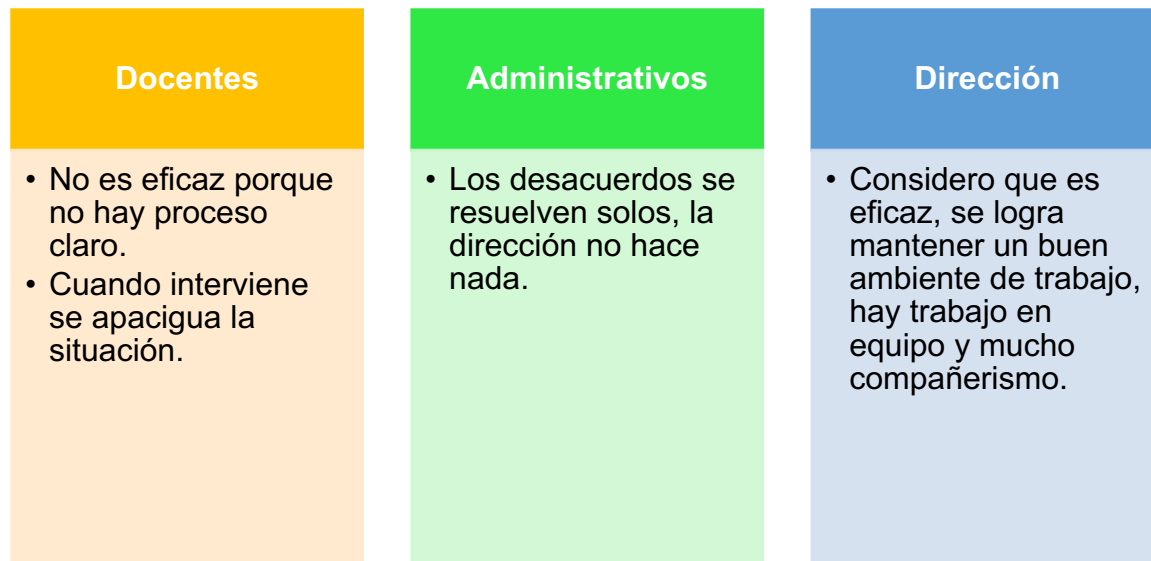 Docentes
• No es eficaz porque
no hay proceso
claro.
• Cuando interviene
se apacigua la
situación.
Administrativos
• Los desacuerdos se
resuelven solos, la
dirección no hace
nada.
Dirección
• Considero que es
eficaz, se logra
mantener un buen
ambiente de trabajo,
hay trabajo en
equipo y mucho
compañerismo.